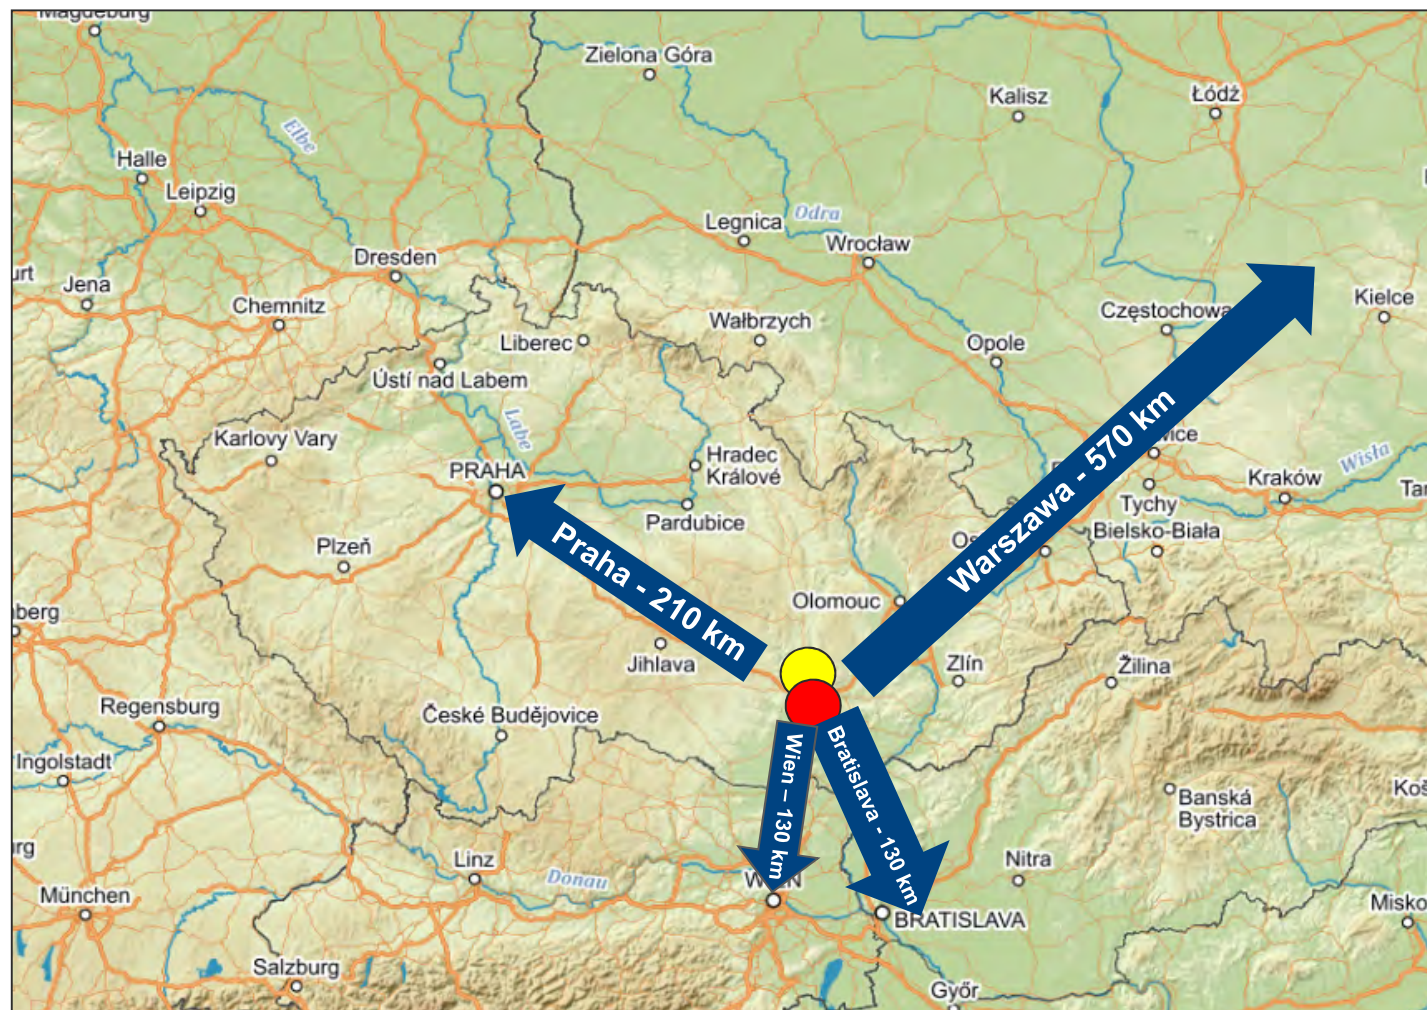 Magdeburg
Zielona Góra
Kalisz
Łódź
Elbe
Halle
Leipzig
Odra
Legnica
Wrocław
Dresden
Jena
Chemnitz
Częstochowa
Kielce
Wałbrzych
Liberec
Opole
Ústí nad Labem
Labe
Karlovy Vary
Hradec
Králové
PRAHA
Warszawa - 570 km
Wisła
Kraków
Tychy
Pardubice
Bielsko-Biała
Plzeň
Praha - 210 km
Olomouc
Jihlava
Zlín
Žilina
Regensburg
České Budějovice
Ingolstadt
Wien – 130 km
Bratislava - 130 km
Banská
Bystrica
Linz
Donau
Nitra
München
BRATISLAVA
Salzburg
Győr